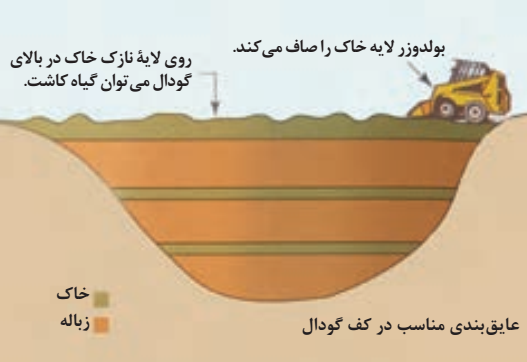 بولدوزر لایه خاک را صاف می‌کند.
روی لایهٔ نازک خاک در بالای
گودال می‌توان گیاه کاشت.
خاک
زباله
عایق‌بندی مناسب در کف گودال